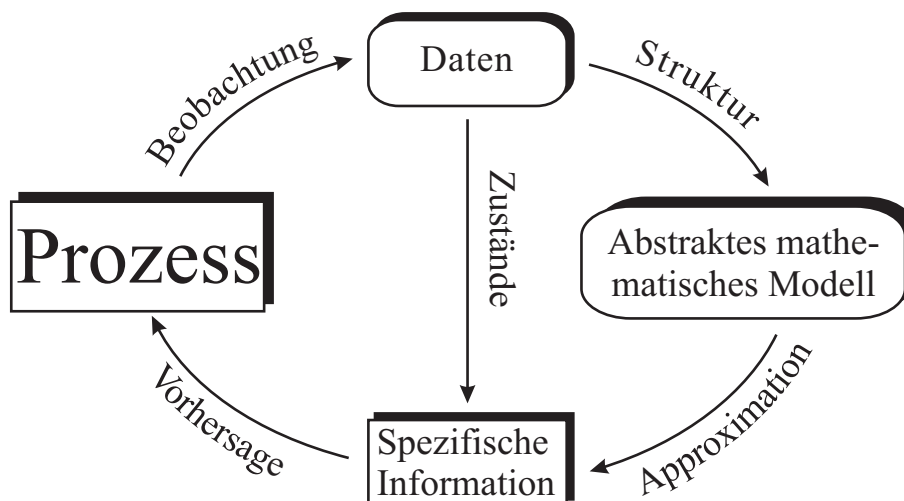 Daten
Beobachtung
Struktur
Prozess
Zustände
Abstraktes mathe-
matisches Modell
Vorhersage
Approximation
Spezifische
Information